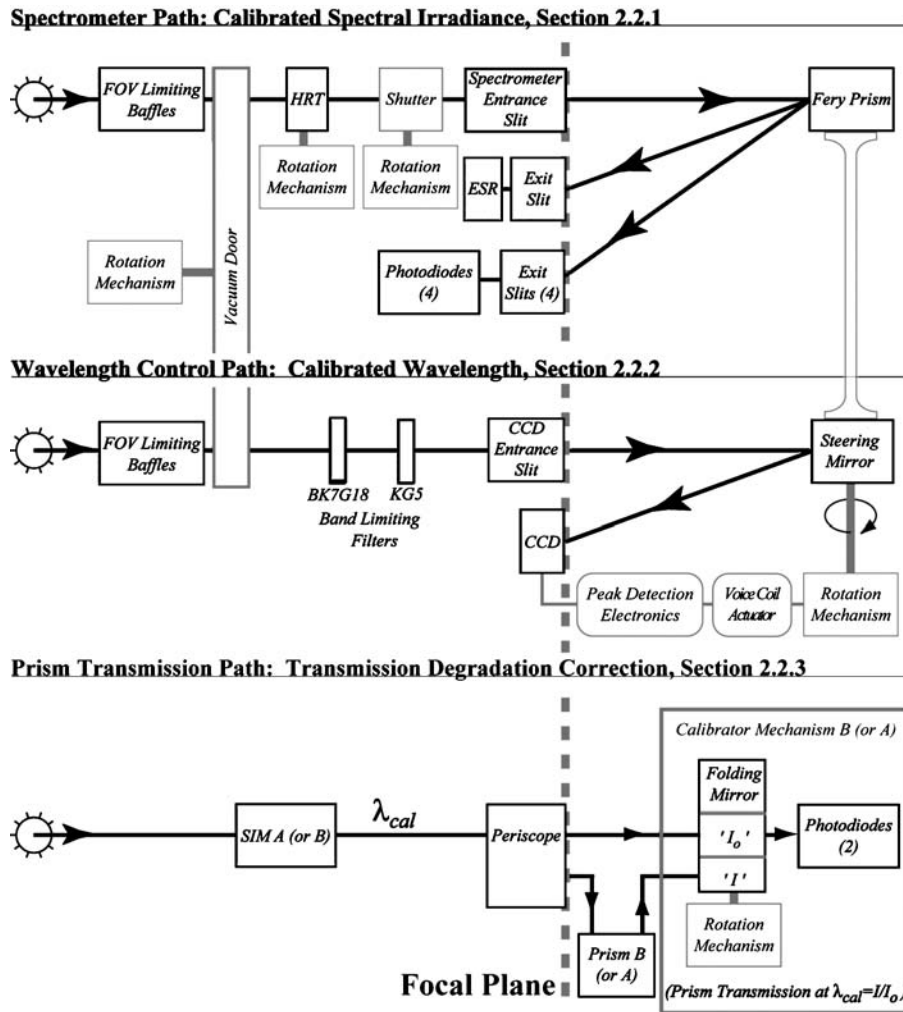 Spectrometer Path: Calibrated Spectral Irradiance, Section 2.2.1
FOV Limiting
Baffles
HRT
Shutter
Spectrometer
Entrance
Slit
Fery Prism
Rotation
Mechanism
Rotation
Mechanism
ESR
Exit
Slit
Rotation
Mechanism
Vacuum Door
Photodiodes
(4)
Exit
Slits (4)
Wavelength Control Path: Calibrated Wavelength, Section 2.2.2
FOV Limiting
Baffles
BK7G18
KG5
Band Limiting
Filters
CCD
Entrance
Slit
Steering
Mirror
CCD
Peak Detection
Electronics
Voice Coil
Actuator
Rotation
Mechanism
Prism Transmission Path: Transmission Degradation Correction, Section 2.2.3
Calibrator Mechanism B (or A)
SIM A (or B)
λcal
Periscope
Folding
Mirror
'Io'
'I'
Photodiodes
(2)
Rotation
Mechanism
Prism B
(or A)
Focal Plane
(Prism Transmission at λcal=I/Io)